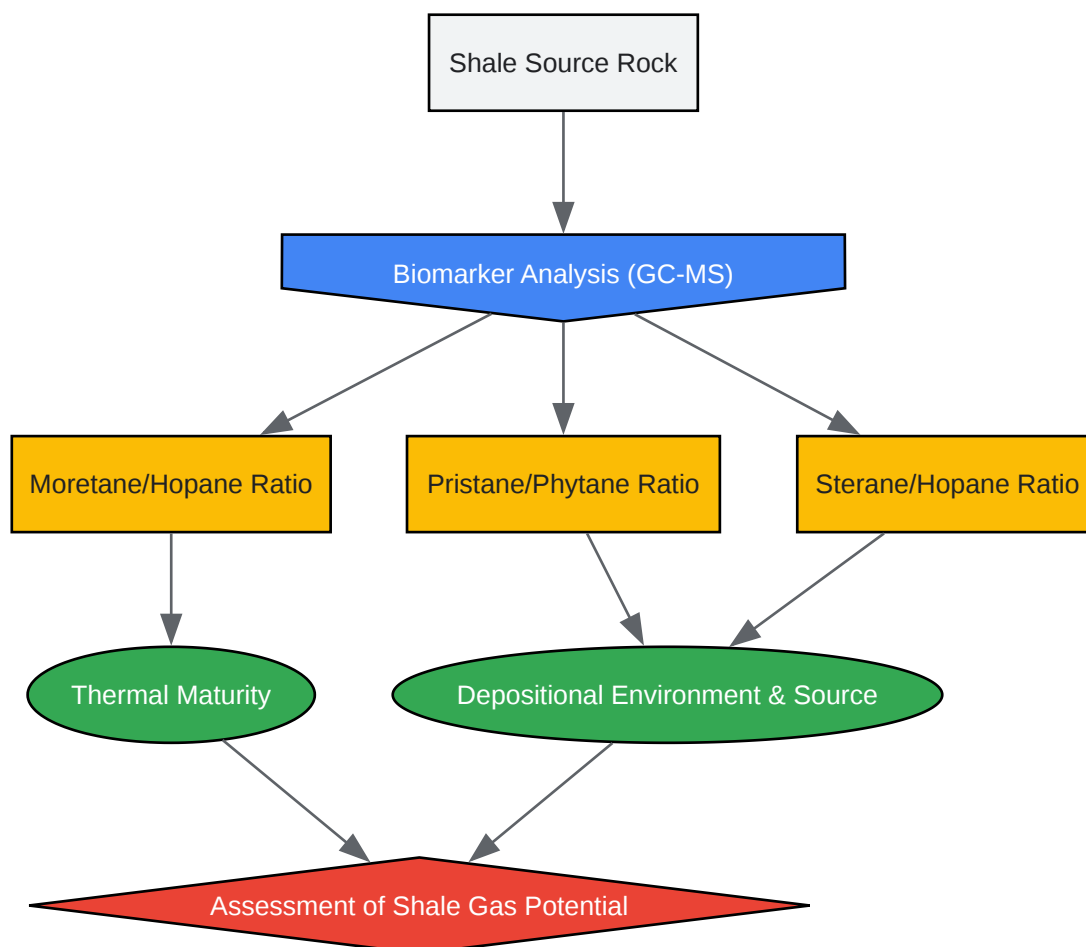 Shale Source Rock
Biomarker Analysis (GC-MS)
Moretane/Hopane Ratio
Pristane/Phytane Ratio
Sterane/Hopane Ratio
Thermal Maturity
Depositional Environment & Source
Assessment of Shale Gas Potential